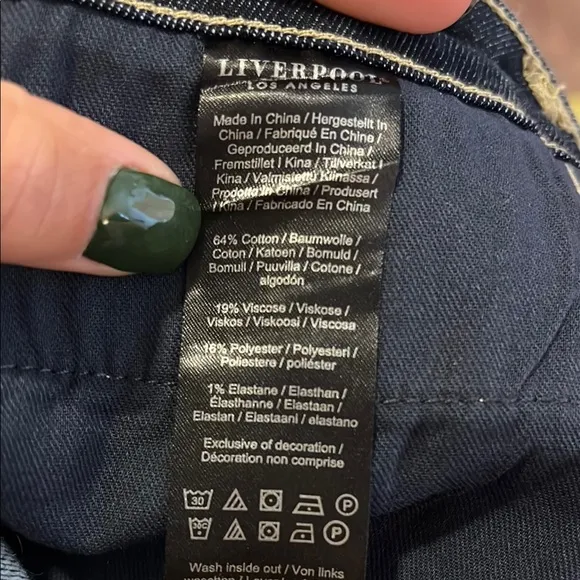 LIVERPOOL
LOS ANGELES
Made In China / Hergestellt In
China / Fabriqué En Chine /
Geproduceerd In China /
Fremstillet I Kina / Tillverkat I
Kina / Valmistettu Kiinassa /
Prodotta In China / Produsert
I Kina / Fabricado En China
64% Cotton / Baumwolle /
Coton / Katoen / Bomuld /
Bomull / Puuvilla / Cotone /
algodón
19% Viscose / Viskose /
Viskos / Viskoosi / Viscosa
16% Polyester / Polyesteri /
Poliestere / poliéster
1% Elastane / Elasthan /
Élasthanne / Elastaan /
Elastan / Elastaani / elastano
Exclusive of decoration /
Décoration non comprise
30 P
30C P
Wash inside out / Von links